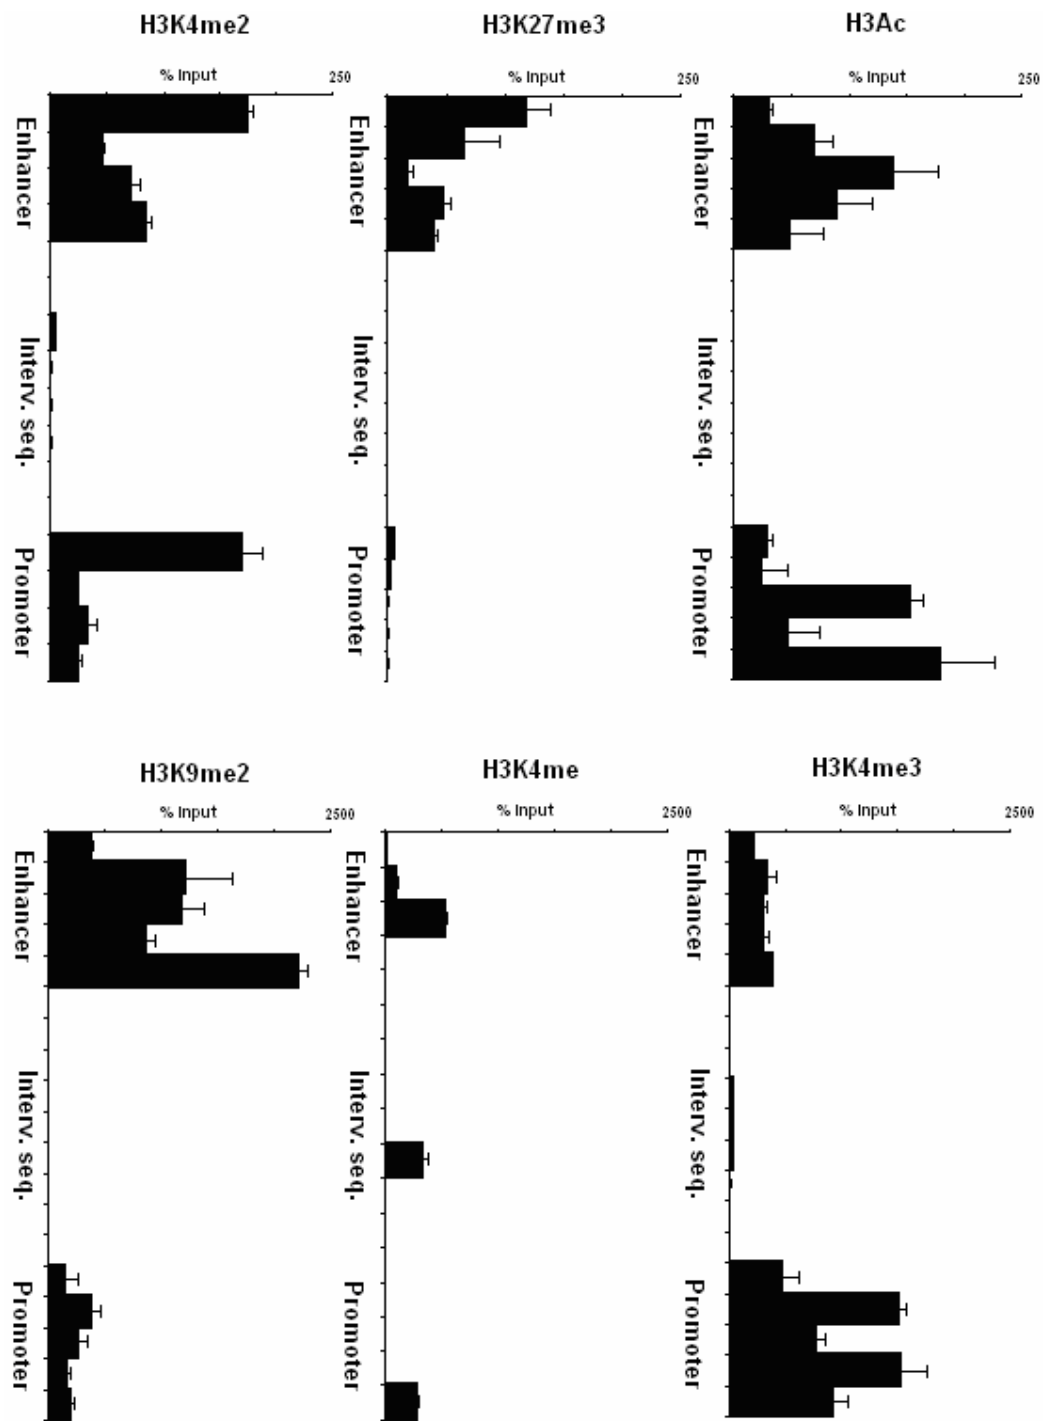 H3K4me2
H3K27me3
H3Ac
% Input
250
% Input
250
% Input
250
Enhancer
Interv. seq.
Promoter
Enhancer
Interv. seq.
Promoter
Enhancer
Interv. seq.
Promoter
H3K9me2
H3K4me
H3K4me3
% Input
2500
% Input
2500
% Input
2500
Enhancer
Interv. seq.
Promoter
Enhancer
Interv. seq.
Promoter
Enhancer
Interv. seq.
Promoter